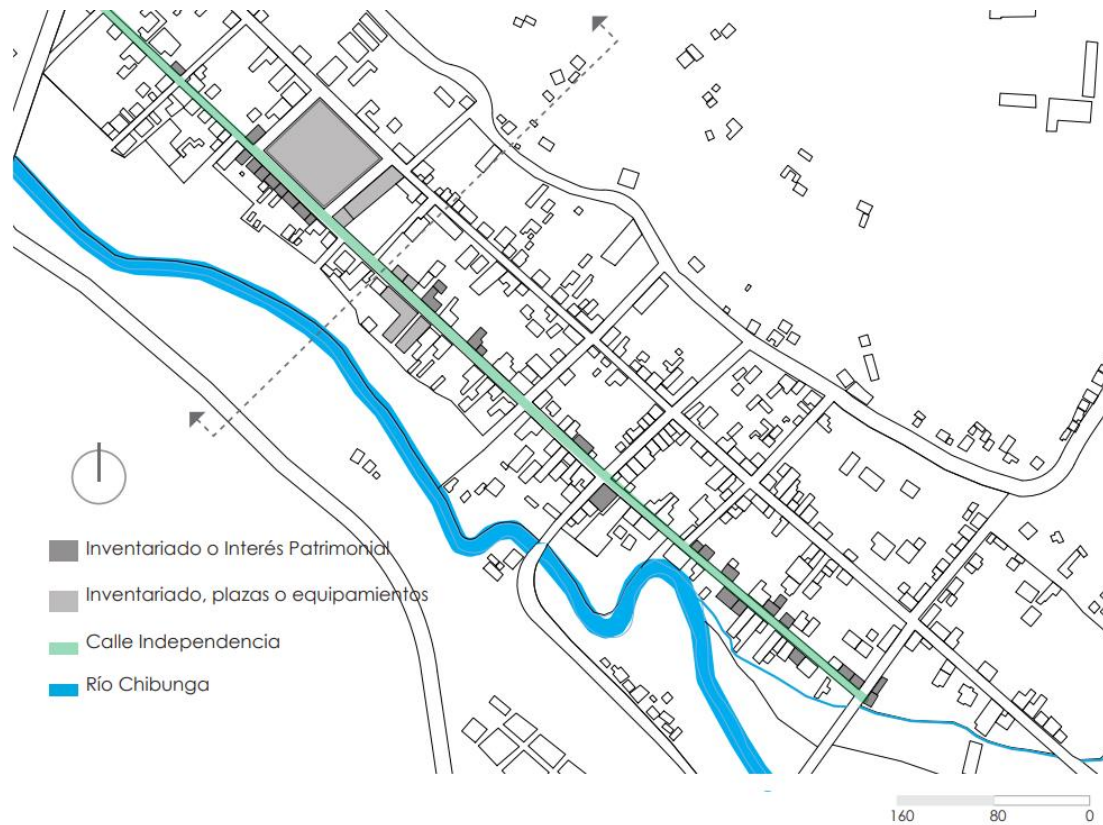 Inventariado o Interés Patrimonial
Inventariado, plazas o equipamientos
Calle Independencia
Río Chibunga
160 80 0